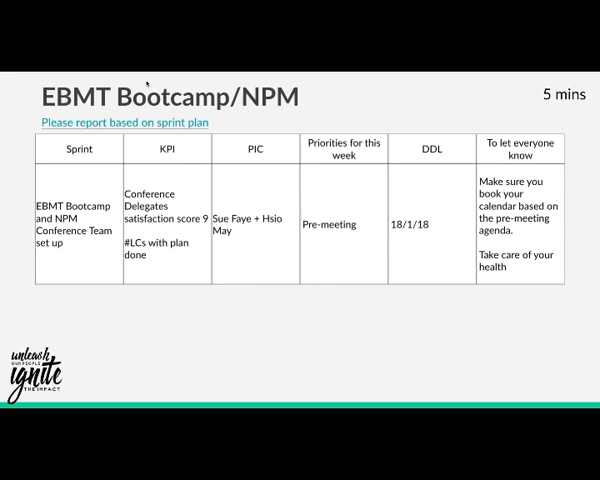 EBMT Bootcamp/NPM
5 mins
Please report based on sprint plan
Sprint
KPI
PIC
Priorities for this
week
DDL
To let everyone
know
EBMT Bootcamp
and NPM
Conference Team
set up
Conference
Delegates
satisfaction score 9
#LCs with plan
done
Sue Faye + Hsio
May
Pre-meeting
18/1/18
Make sure you
book your
calendar based on
the pre-meeting
agenda.
Take care of your
health
unleash
OUR PEOPLE
ignite
THE IMPACT